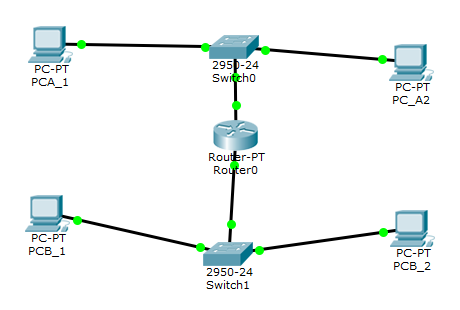 PC-PT
PCA_1
2950-24
Switch0
PC-PT
PC_A2
Router-PT
Router0
PC-PT
PCB_1
2950-24
Switch1
PC-PT
PCB_2